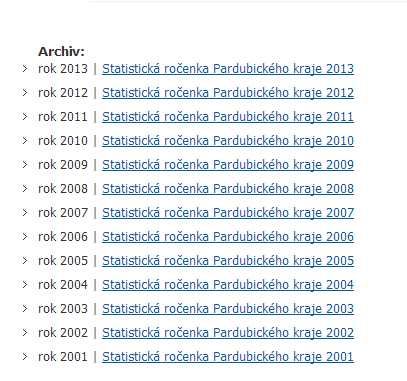 Archiv:
rok 2013 | Statistická ročenka Pardubického kraje 2013
rok 2012 | Statistická ročenka Pardubického kraje 2012
rok 2011 | Statistická ročenka Pardubického kraje 2011
rok 2010 | Statistická ročenka Pardubického kraje 2010
rok 2009 | Statistická ročenka Pardubického kraje 2009
rok 2008 | Statistická ročenka Pardubického kraje 2008
rok 2007 | Statistická ročenka Pardubického kraje 2007
rok 2006 | Statistická ročenka Pardubického kraje 2006
rok 2005 | Statistická ročenka Pardubického kraje 2005
rok 2004 | Statistická ročenka Pardubického kraje 2004
rok 2003 | Statistická ročenka Pardubického kraje 2003
rok 2002 | Statistická ročenka Pardubického kraje 2002
rok 2001 | Statistická ročenka Pardubického kraje 2001